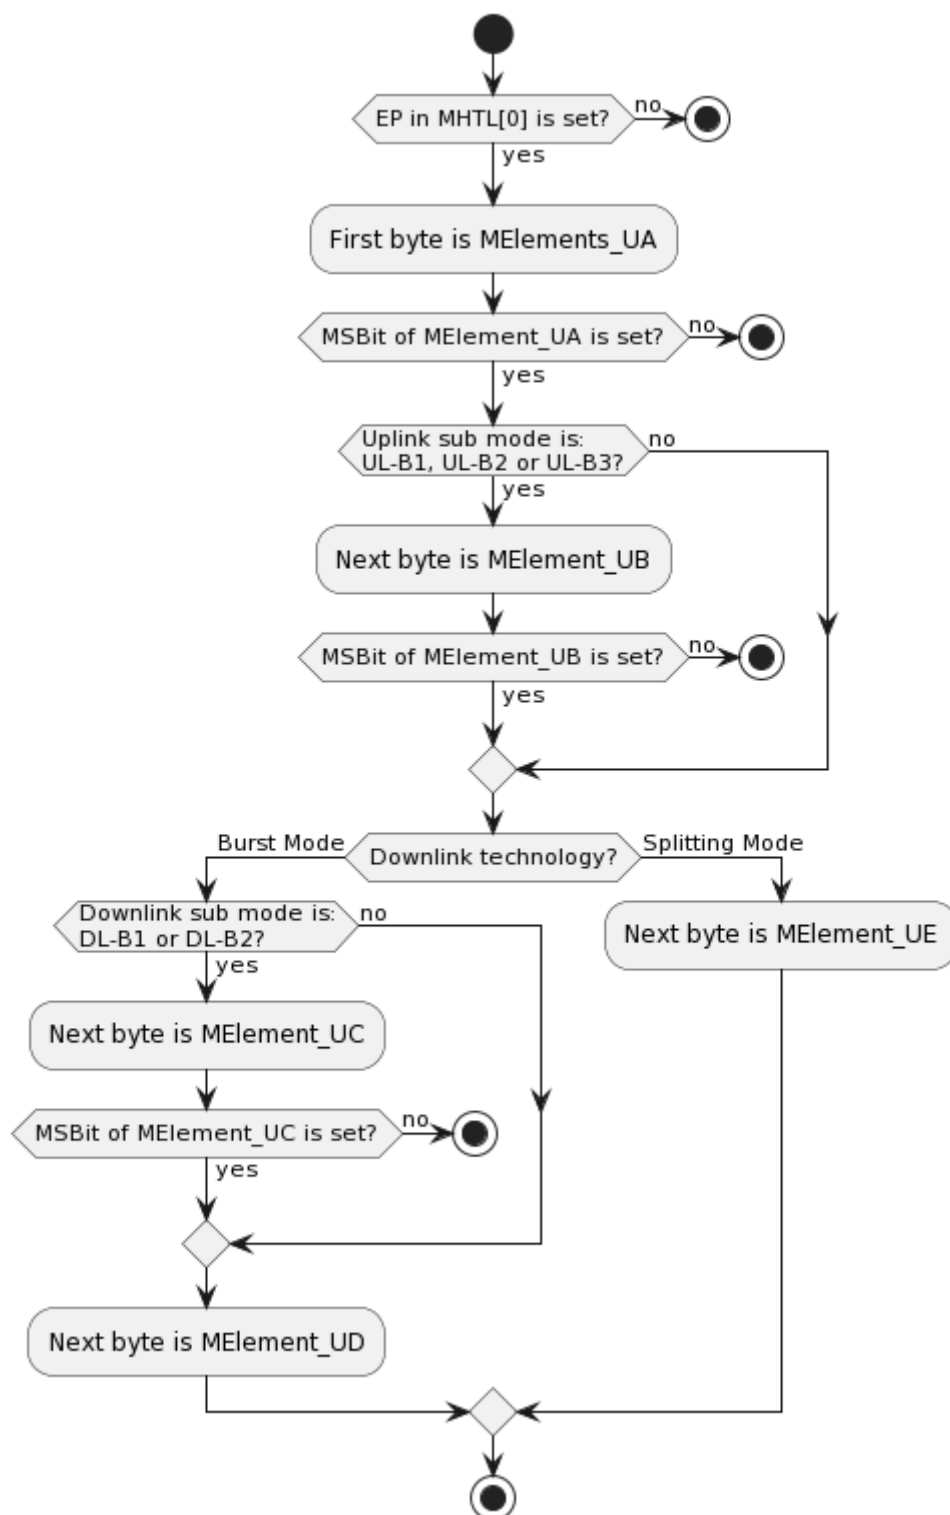 EP in MHTL[0] is set?
no
yes
First byte is MElements_UA
MSBit of MElement_UA is set?
no
yes
Uplink sub mode is:
UL-B1, UL-B2 or UL-B3?
no
yes
Next byte is MElement_UB
MSBit of MElement_UB is set?
no
yes
Burst Mode
Downlink technology?
Splitting Mode
Downlink sub mode is:
DL-B1 or DL-B2?
no
yes
Next byte is MElement_UE
Next byte is MElement_UC
MSBit of MElement_UC is set?
no
yes
Next byte is MElement_UD